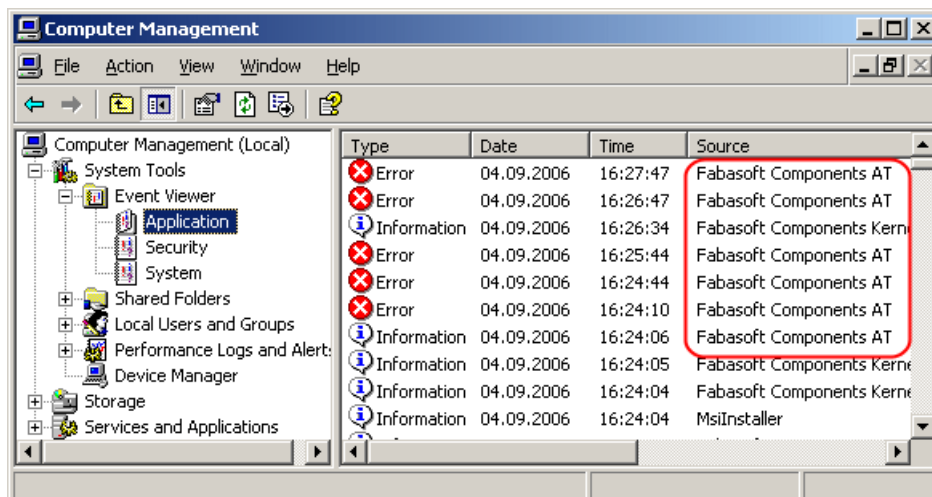 Computer Management
File Action View Window Help
Computer Management (Local)
System Tools
Event Viewer
Application
Security
System
Shared Folders
Local Users and Groups
Performance Logs and Alert
Device Manager
Storage
Services and Applications
Type Date Time Source
Error 04.09.2006 16:27:47 Fabasoft Components AT
Error 04.09.2006 16:26:47 Fabasoft Components AT
Information 04.09.2006 16:26:34 Fabasoft Components Kerne
Error 04.09.2006 16:25:44 Fabasoft Components AT
Error 04.09.2006 16:24:44 Fabasoft Components AT
Error 04.09.2006 16:24:10 Fabasoft Components AT
Information 04.09.2006 16:24:06 Fabasoft Components AT
Information 04.09.2006 16:24:05 Fabasoft Components Kerne
Information 04.09.2006 16:24:04 Fabasoft Components Kerne
Information 04.09.2006 16:24:04 MsiInstaller